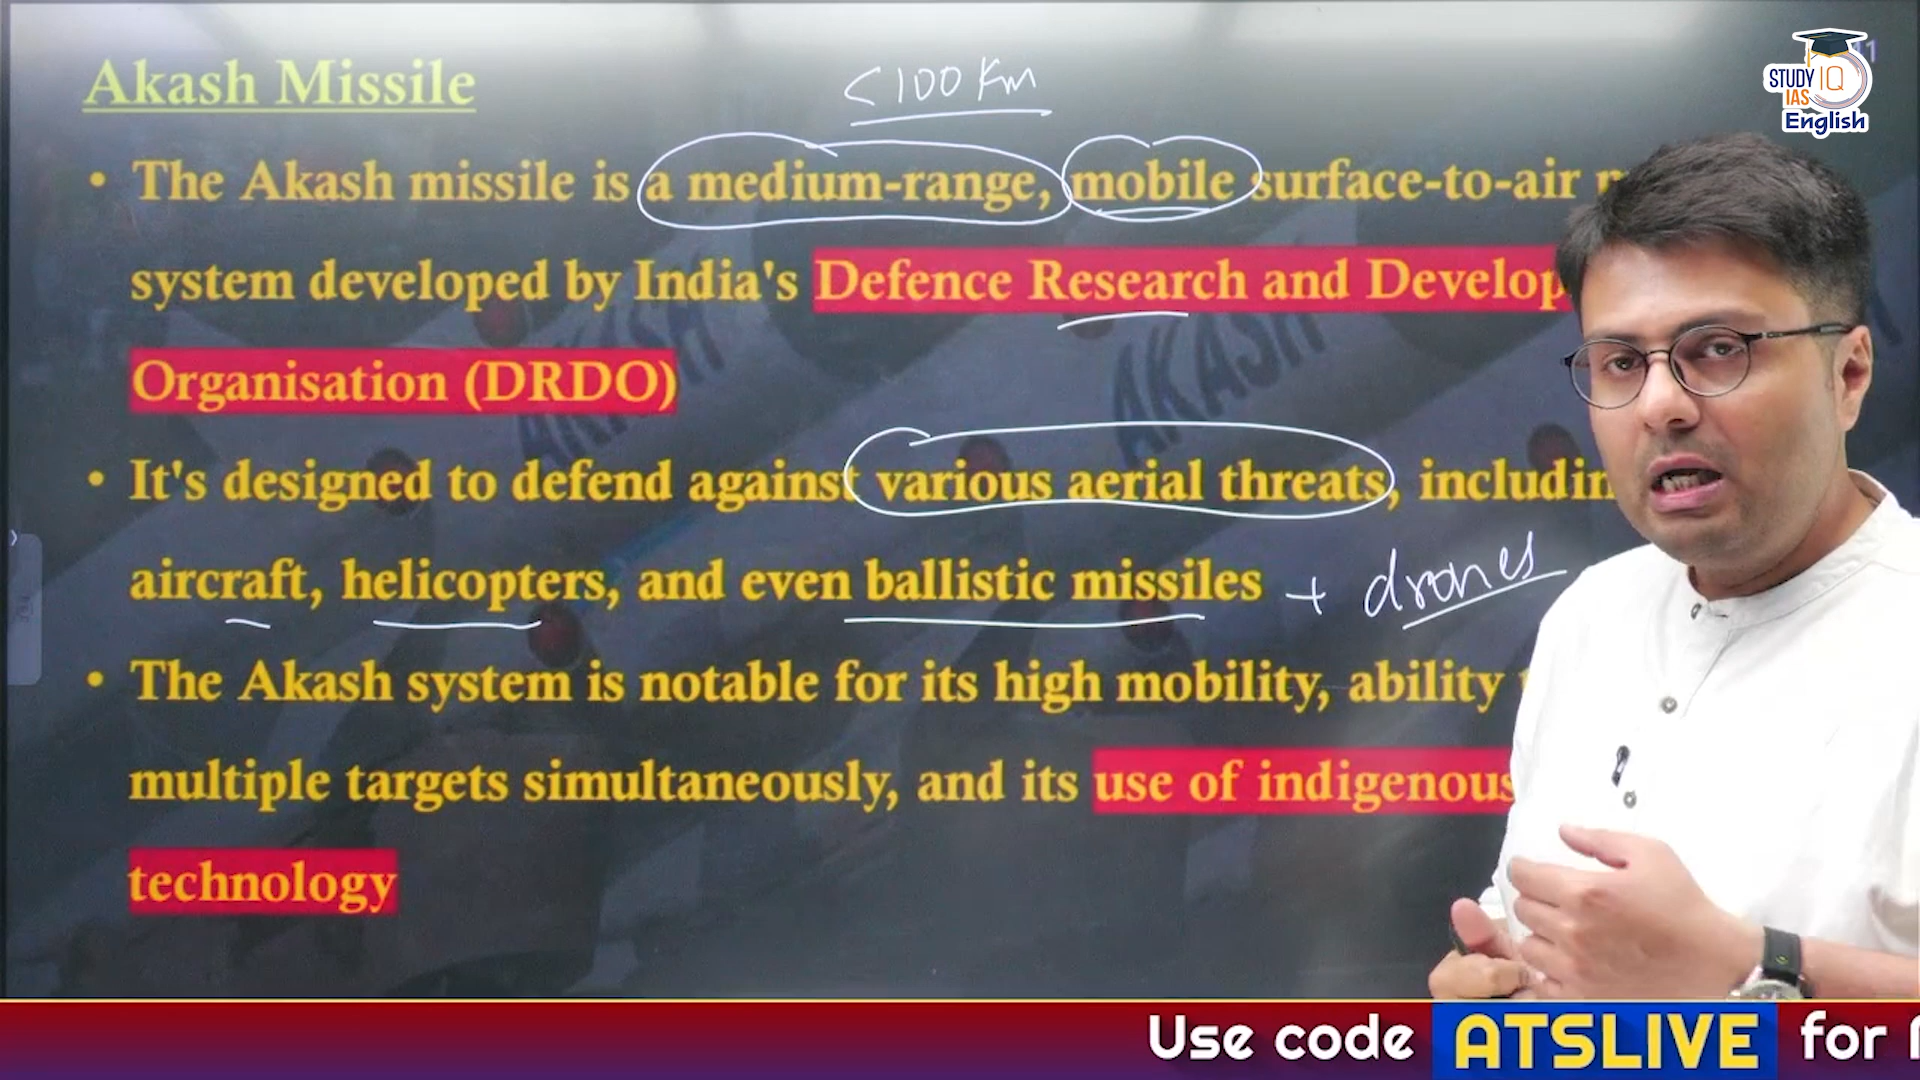 Akash Missile
<100 Km
STUDY IQ
IAS
English
• The Akash missile is a medium-range, mobile surface-to-air
system developed by India's Defence Research and Develop
Organisation (DRDO)
• It's designed to defend against various aerial threats, includin
aircraft, helicopters, and even ballistic missiles + drones
• The Akash system is notable for its high mobility, ability
multiple targets simultaneously, and its use of indigenous
technology
AKASH
AKASH
Use code ATSLIVE for